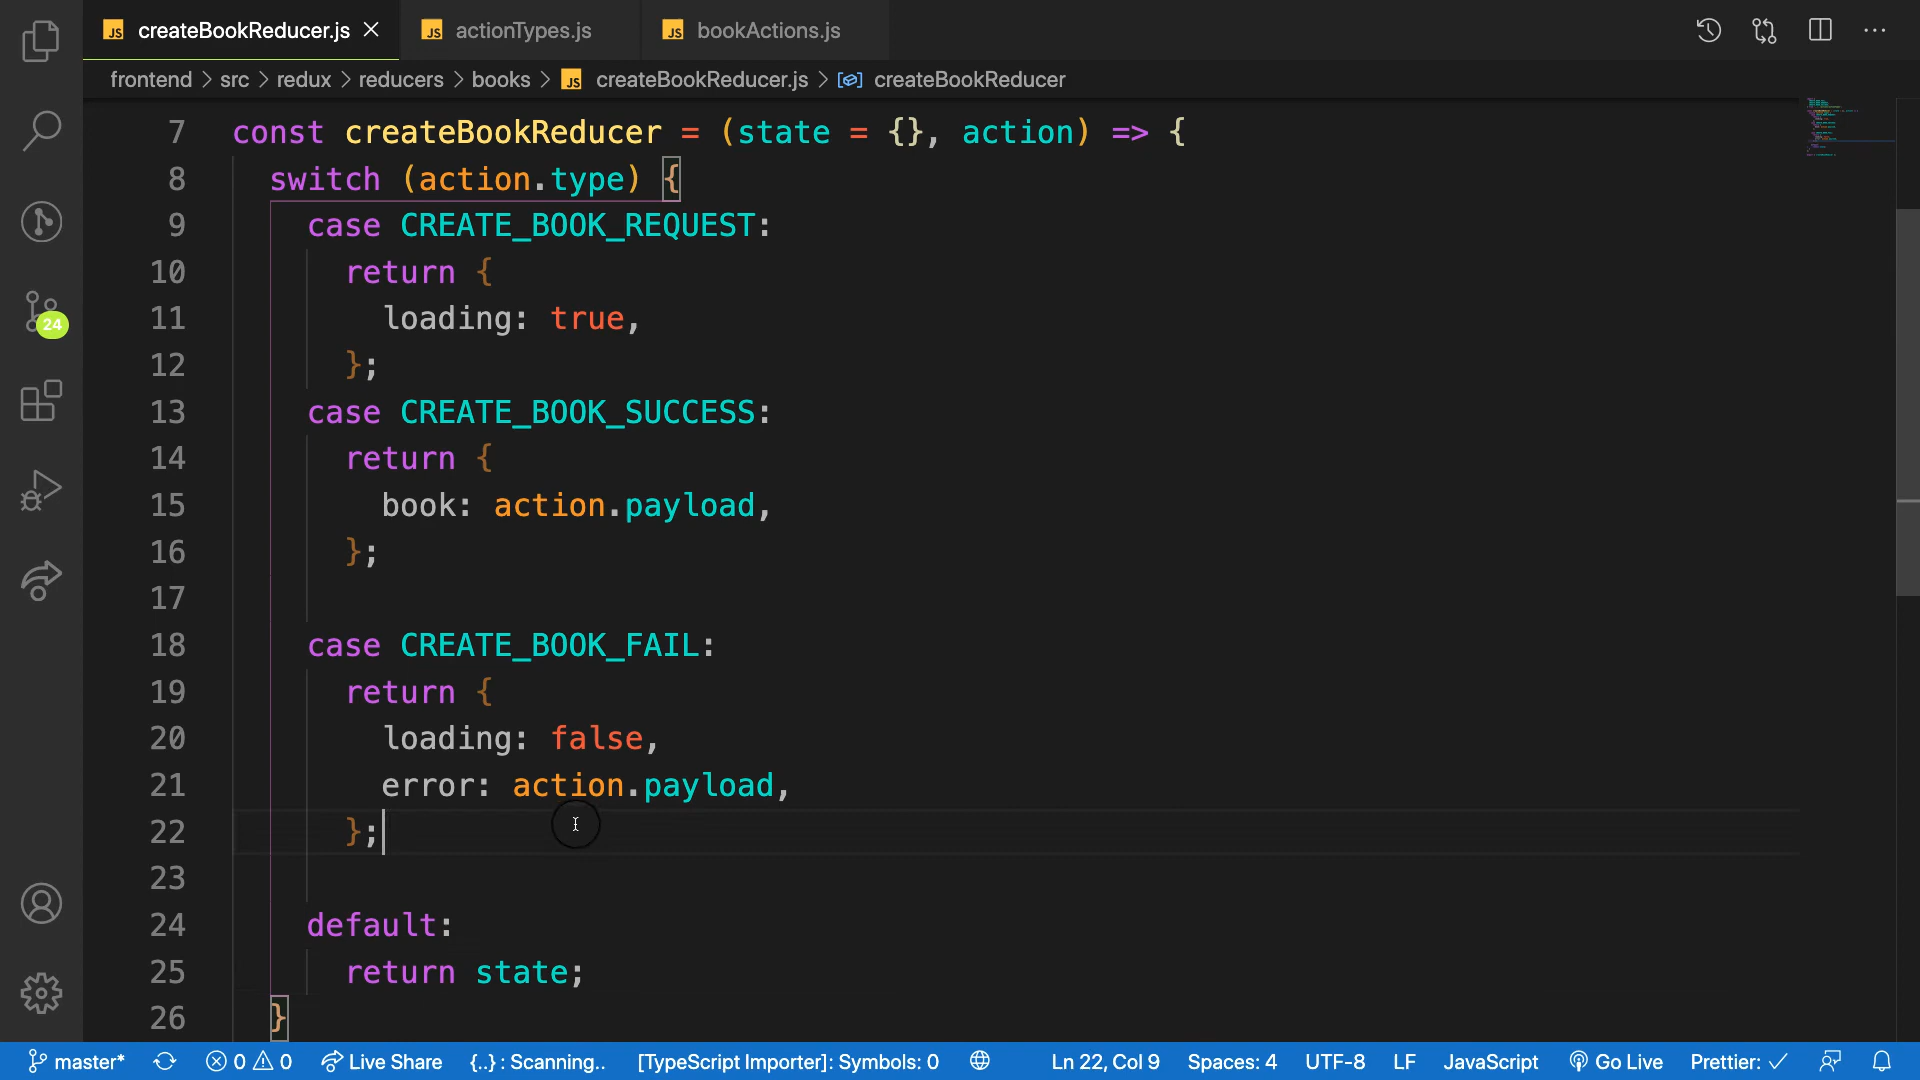 JS createBookReducer.js
JS actionTypes.js
JS bookActions.js
frontend > src > redux > reducers > books > JS createBookReducer.js > createBookReducer
7 const createBookReducer = (state = {}, action) => {
8 switch (action.type) {
9 case CREATE_BOOK_REQUEST:
10 return {
11 loading: true,
12 };
13 case CREATE_BOOK_SUCCESS:
14 return {
15 book: action.payload,
16 };
17
18 case CREATE_BOOK_FAIL:
19 return {
20 loading: false,
21 error: action.payload,
22 };
23
24 default:
25 return state;
26 }
24
master* 0 0 Live Share {..} : Scanning.. [TypeScript Importer]: Symbols: 0 Ln 22, Col 9 Spaces: 4 UTF-8 LF JavaScript Go Live Prettier: ✓